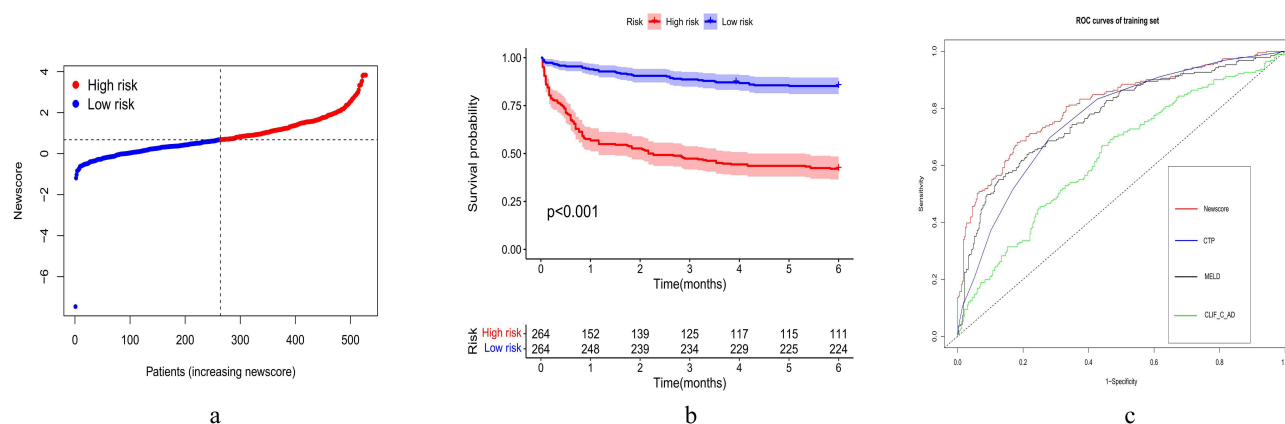 High risk
Low risk
Newscore
4
2
0
-2
-4
-6
0 100 200 300 400 500
Patients (increasing newscore)
a
Risk High risk Low risk
Survival probability
1.00
0.75
0.50
0.25
0.00
p<0.001
0 1 2 3 4 5 6
Time(months)
Risk
High risk 264 152 139 125 117 115 111
Low risk 264 248 239 234 229 225 224
0 1 2 3 4 5 6
Time(months)
b
ROC curves of training set
Sensitivity
1.0
0.8
0.6
0.4
0.2
0.0
Newscore
CTP
MELD
CLIF_C_AD
0.0 0.2 0.4 0.6 0.8
1-Specificity
c